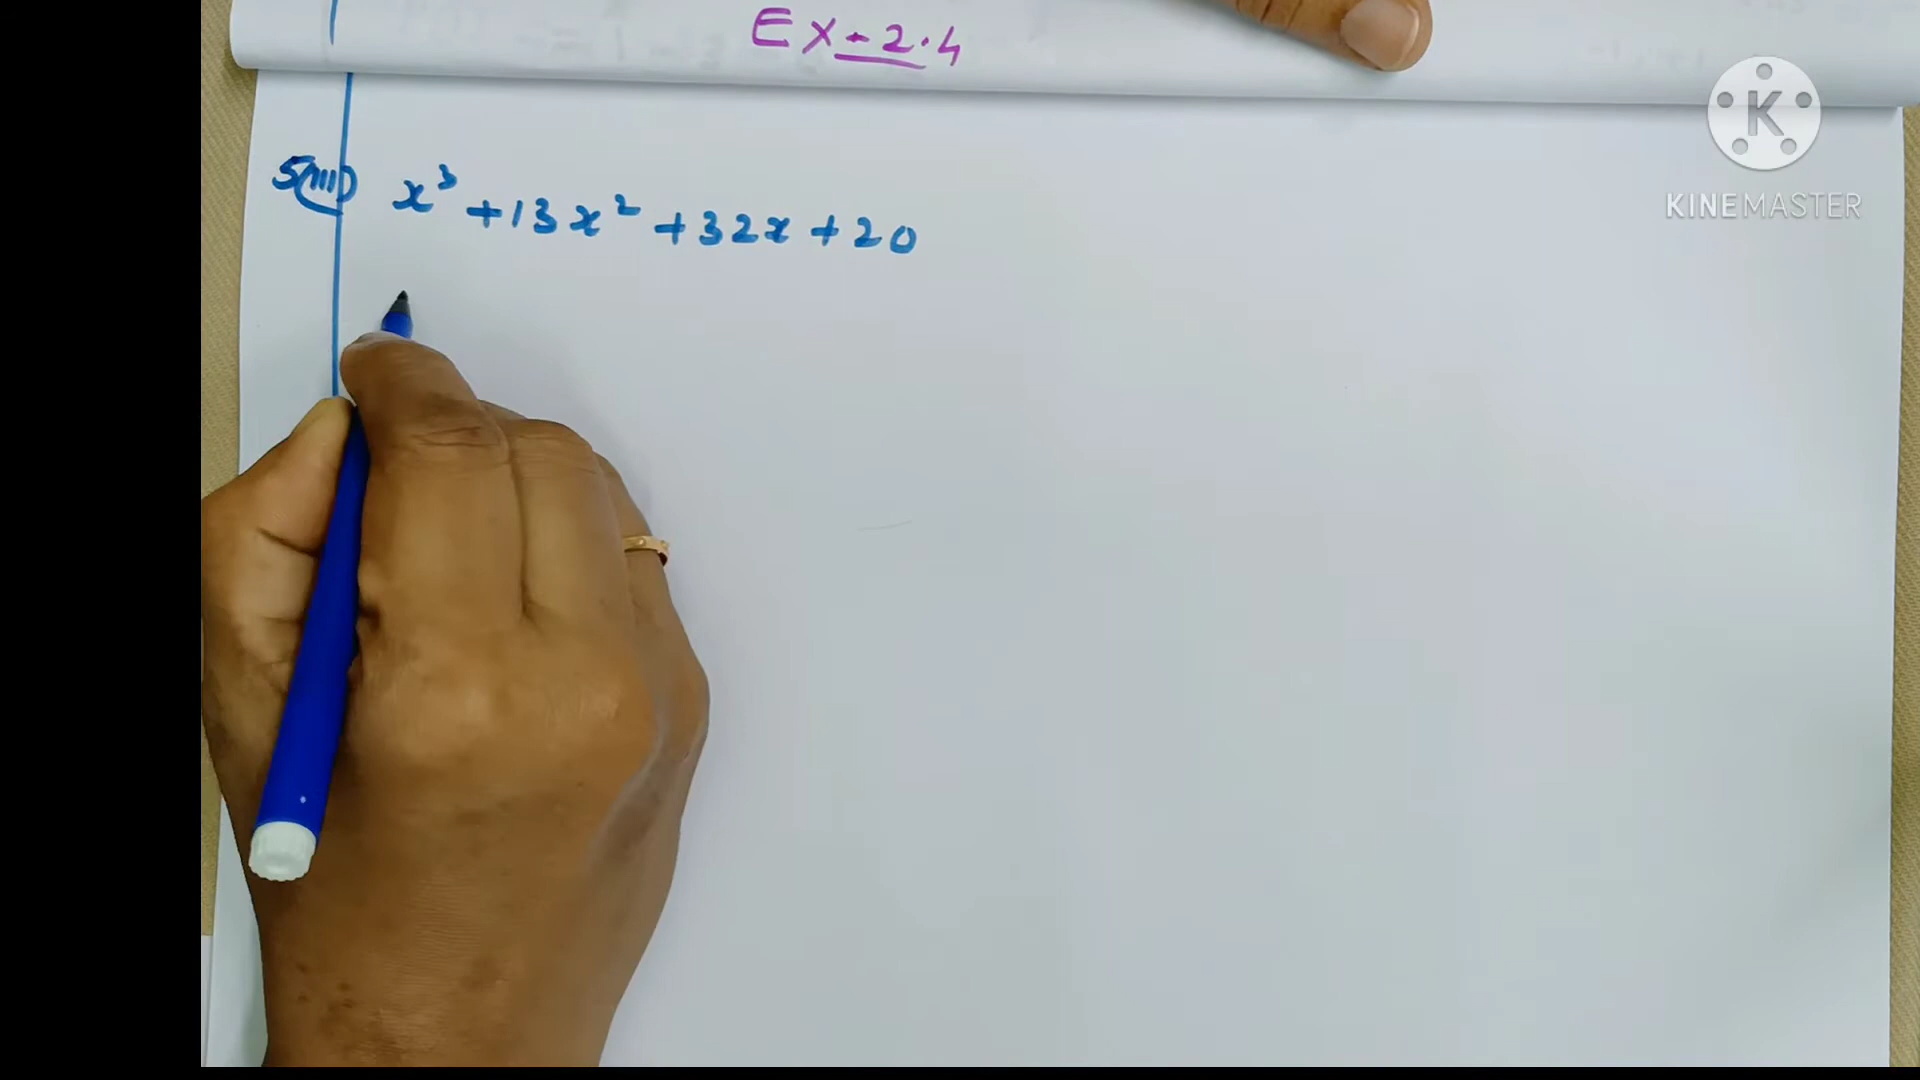 Ex-2.4
K
KINEMASTER
5(iii) x³ +13x² +32x +20